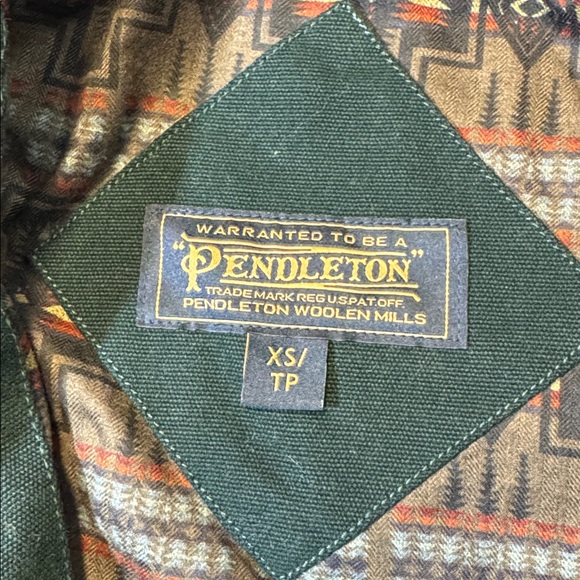 WARRANTED TO BE A
"PENDLETON"
TRADE MARK REG U.S.PAT.OFF.
PENDLETON WOOLEN MILLS
XS/
TP